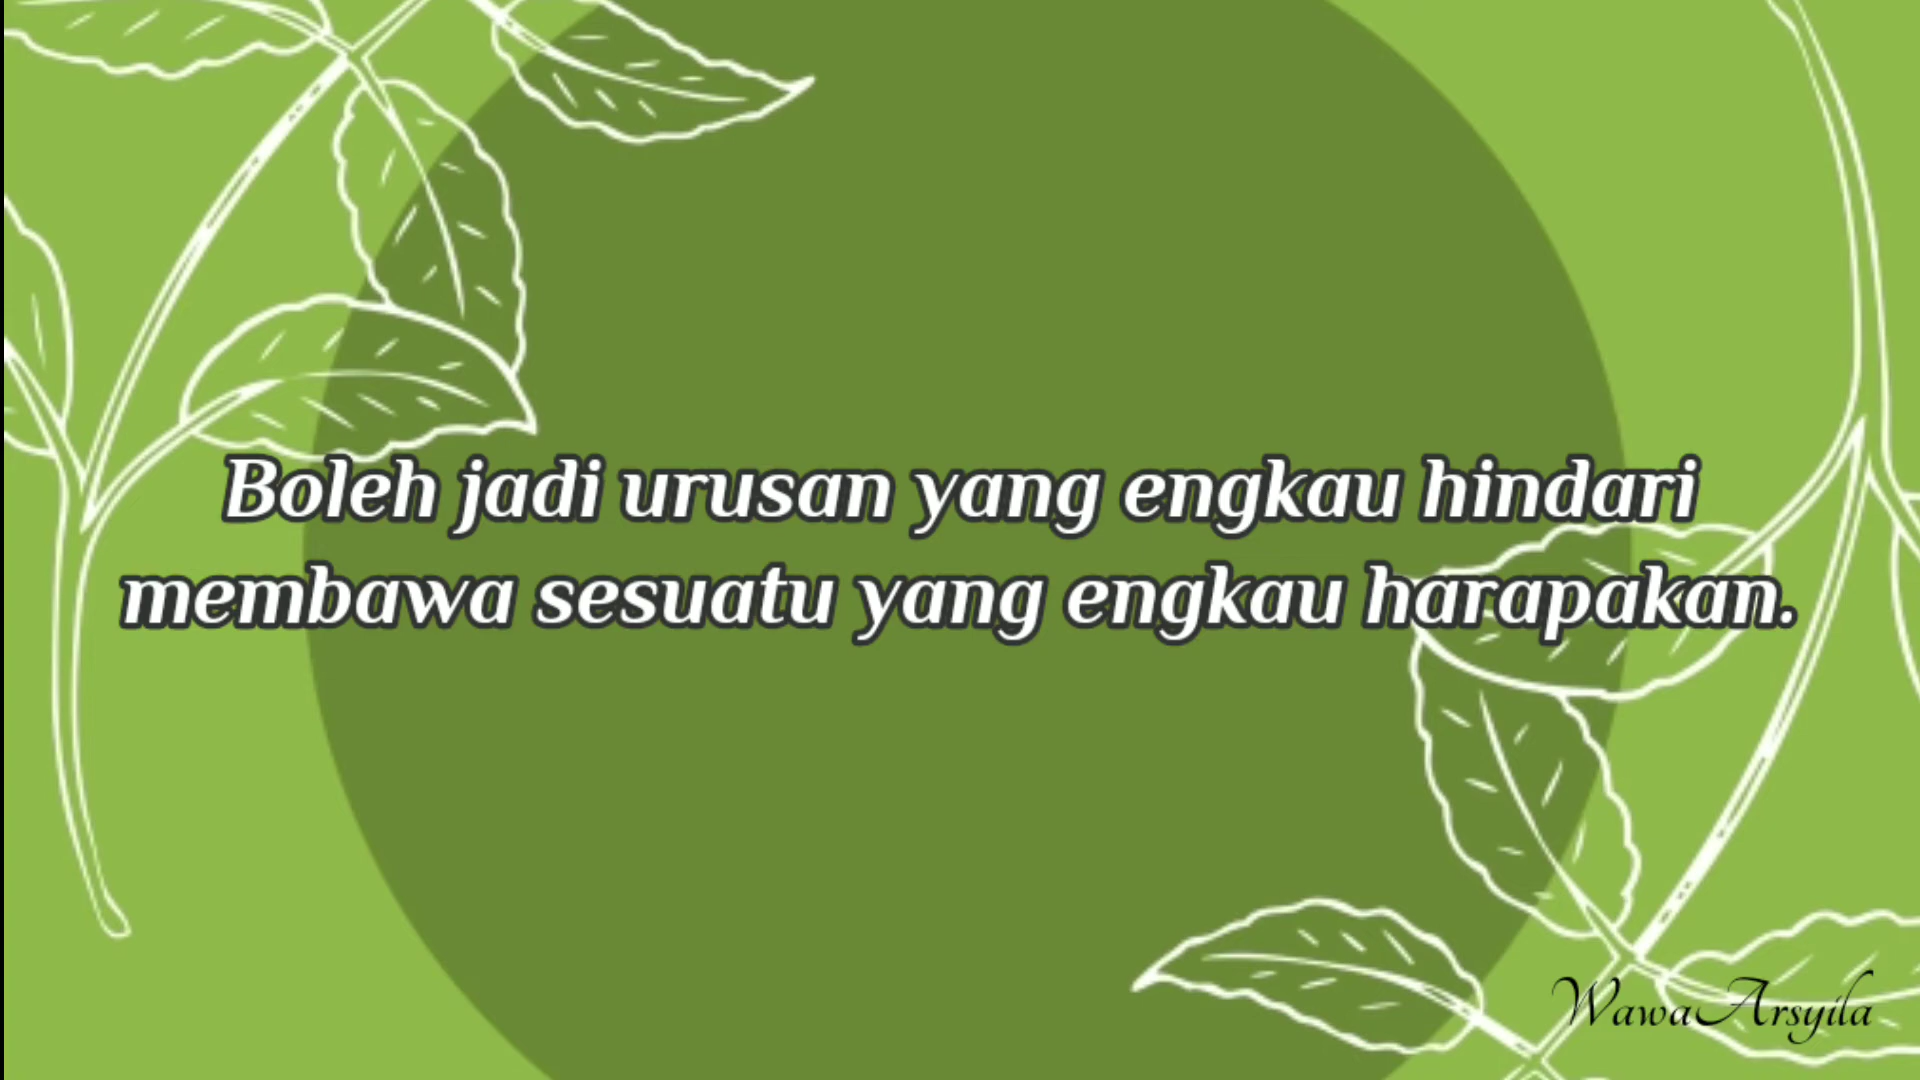 Boleh jadi urusan yang engkau hindari
membawa sesuatu yang engkau harapakan.
WawaArsyila